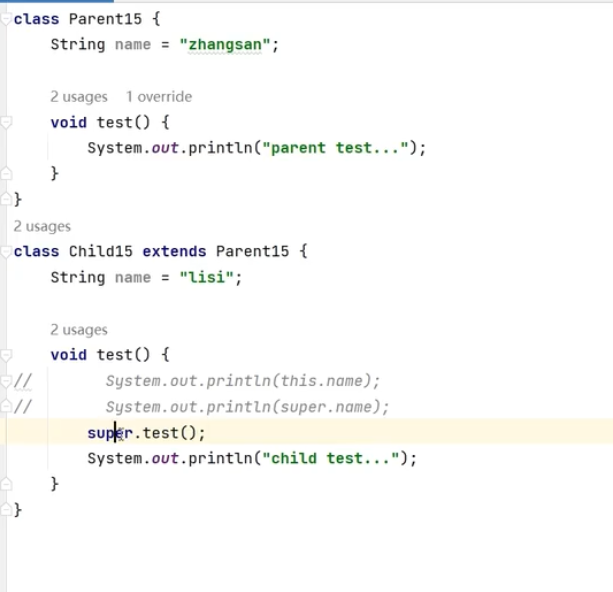 class Parent15 {
String name = "zhangsan";
2 usages 1 override
void test() {
System.out.println("parent test...");
}
}
2 usages
class Child15 extends Parent15 {
String name = "lisi";
2 usages
void test() {
// System.out.println(this.name);
// System.out.println(super.name);
super.test();
System.out.println("child test...");
}
}